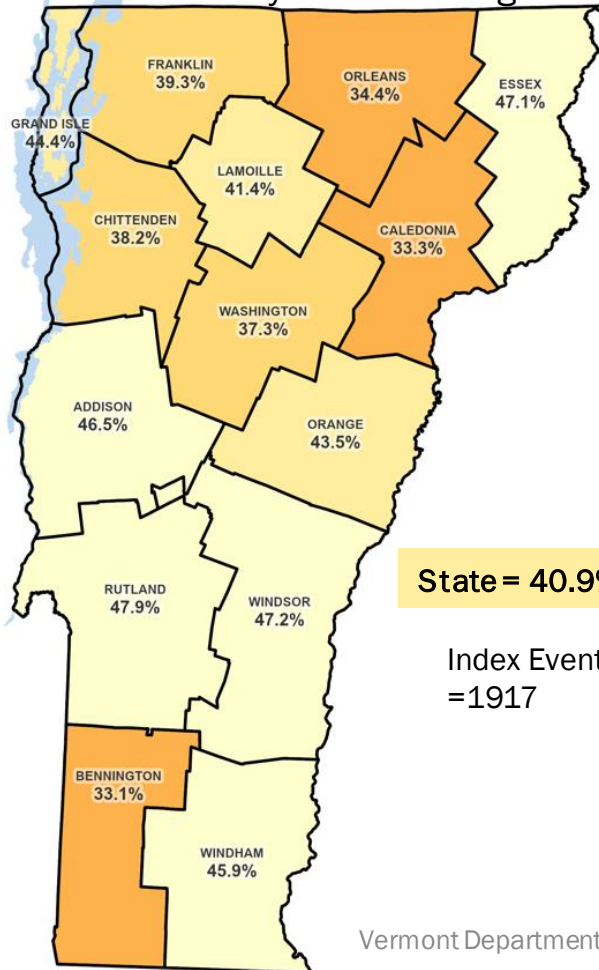 FRANKLIN
39.3%
ORLEANS
34.4%
ESSEX
47.1%
GRAND ISLE
44.4%
LAMOILLE
41.4%
CHITTENDEN
38.2%
CALEDONIA
33.3%
WASHINGTON
37.3%
ADDISON
46.5%
ORANGE
43.5%
State = 40.9
RUTLAND
47.9%
WINDSOR
47.2%
Index Event
=1917
BENNINGTON
33.1%
WINDHAM
45.9%
Vermont Department